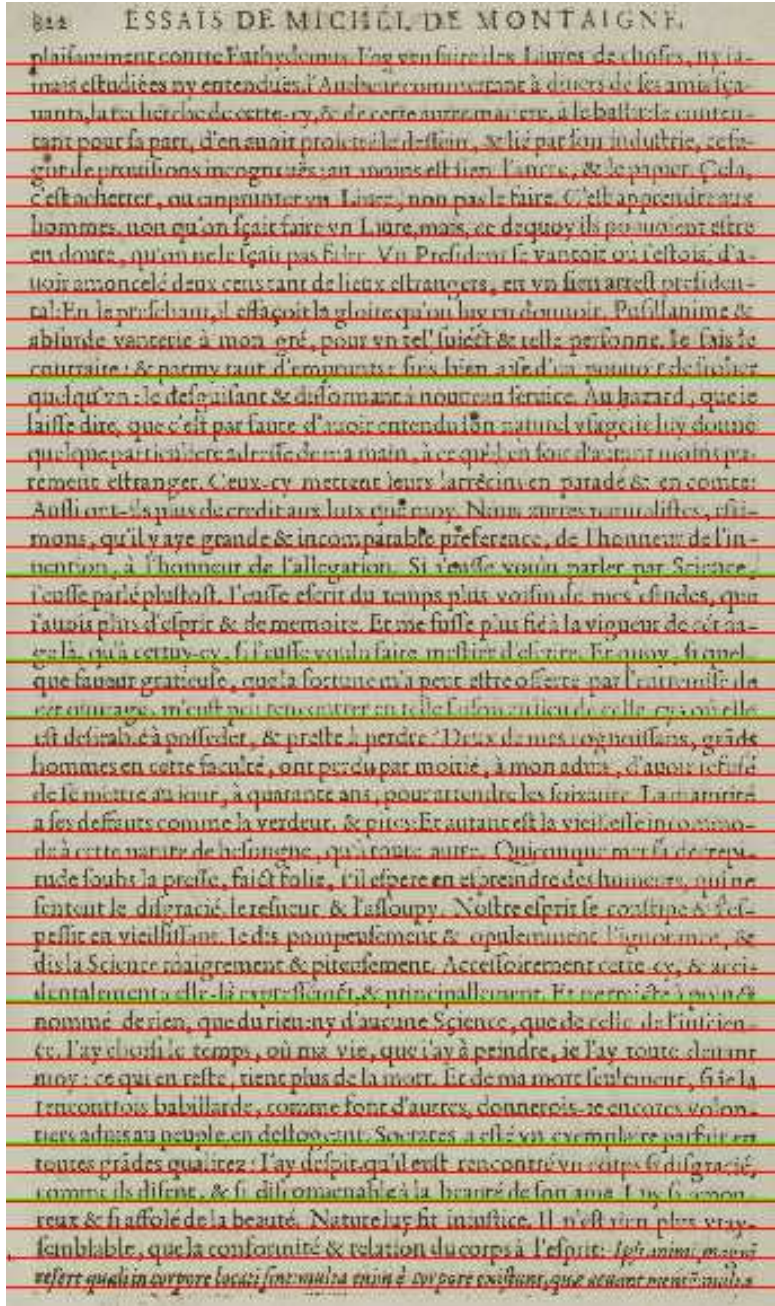 822 ESSAIS DE MICHEL DE MONTAIGNE.
plaisamment contre Euthydemus. I'ay veu faire des Liures de choses, ny ia-
mais estudiées ny entenduës: l'Autheur commettant à diuers de ses amis sça-
uants, la recherche de cette-cy, & de cette autre matiere, à le bastir: se conten-
tant pour sa part, d'en auoir proietté le dessein, & lié par son industrie, ce fa-
got de prouisions incogneuës: au moins est sien l'ancre, & le papier. Cela,
c'est achetter, ou emprunter vn Liure, non pas le faire. C'est apprendre aux
hommes, non qu'on sçait faire vn Liure, mais, ce dequoy ils pouuoient estre
en doute, qu'on ne le sçait pas faire. Vn President se vantoit où i'estois, d'a-
uoir amoncelé deux cens tant de lieux estrangers, en vn sien arrest presiden-
tal: En le preschant, il effaçoit la gloire qu'on luy en donnoit. Pusillanime &
absurde vanterie à mon gré, pour vn tel suiect & telle personne. Ie fais le
contraire: & parmy tant d'emprunts: suis bien aise d'en pouuoir desrober
quelqu'vn: le desguisant & difformant à nouueau seruice. Au hazard, que ie
laisse dire, que c'est par faute d'auoir entendu son naturel vsage: ie luy donne
quelque particuliere adresse de ma main, à ce qu'il en soit d'autant moins pu-
rement estranger. Ceux-cy mettent leurs larrécins en parade & en comte:
Aussi ont-ils plus de credit aux loix que moy. Nous autres naturalistes, esti-
mons, qu'il y aye grande & incomparable preference, de l'honneur de l'in-
uention, à l'honneur de l'allegation. Si i'eusse voulu parler par Science,
i'eusse parlé plustost. I'eusse escrit du temps plus voisin de mes estudes, que
i'auois plus d'esprit & de memoire. Et me fusse plus fié à la vigueur de cét aa-
ge là, qu'à cettuy-cy, si i'eusse voulu faire mestier d'escrire. Et quoy, si quel-
que faueur gratieuse, que la fortune m'a peut estre offerte par l'entremise de
cet ouurage, m'eust peu rencontrer en telle saison, au lieu de celle-cy: où elle
est desirable à posseder, & preste à perdre? Deux de mes cognoissans, grãds
hommes en cette faculté, ont perdu par moitié, à mon aduis, d'auoir refusé
de se mettre au iour, à quarante ans, pour attendre les soixante. La maturité
a ses deffauts comme la verdeur, & pires: Et autant est la vieillesse incommo-
de à cette nature de besongne, qu'à toute autre. Quiconque met sa decrepi-
tude soubs la presse, faict folie, s'il espere en espreindre des humeurs, qui ne
sentent le disgracié, le resueur & l'assoupy. Nostre esprit se constipe & s'es-
pessit en vieillissant. Ie dis pompeusement & opulemment l'ignorance, &
dis la Science maigrement & piteusement. Accessoirement cette-cy, & acci-
dentalement: celle-là expressémẽt, & principallement. Et ne traicte à poinct
nommé de rien, que du rien: ny d'aucune Science, que de celle de l'inscien-
ce. I'ay choisi le temps, où ma vie, que i'ay à peindre, ie l'ay toute deuant
moy: ce qui en reste, tient plus de la mort. Et de ma mort seulement, si ie la
rencontrois babillarde, comme font d'autres, donnerois-ie encores volon-
tiers aduis au peuple, en deslogeant. Socrates a esté vn exemplaire parfait en
toutes grãdes qualitez: I'ay despit, qu'il eust rencontré vn corps si disgracié,
comme ils disent, & si disconuenable à la beauté de son ame. Luy si amou-
reux & si affolé de la beauté. Nature luy fit iniustice. Il n'est rien plus vray-
semblable, que la conformité & relation du corps à l'esprit: Ipsi animi, magni
refert quali in corpore locati sint: multa enim è corpore existunt, quæ acuant mentẽ: multa